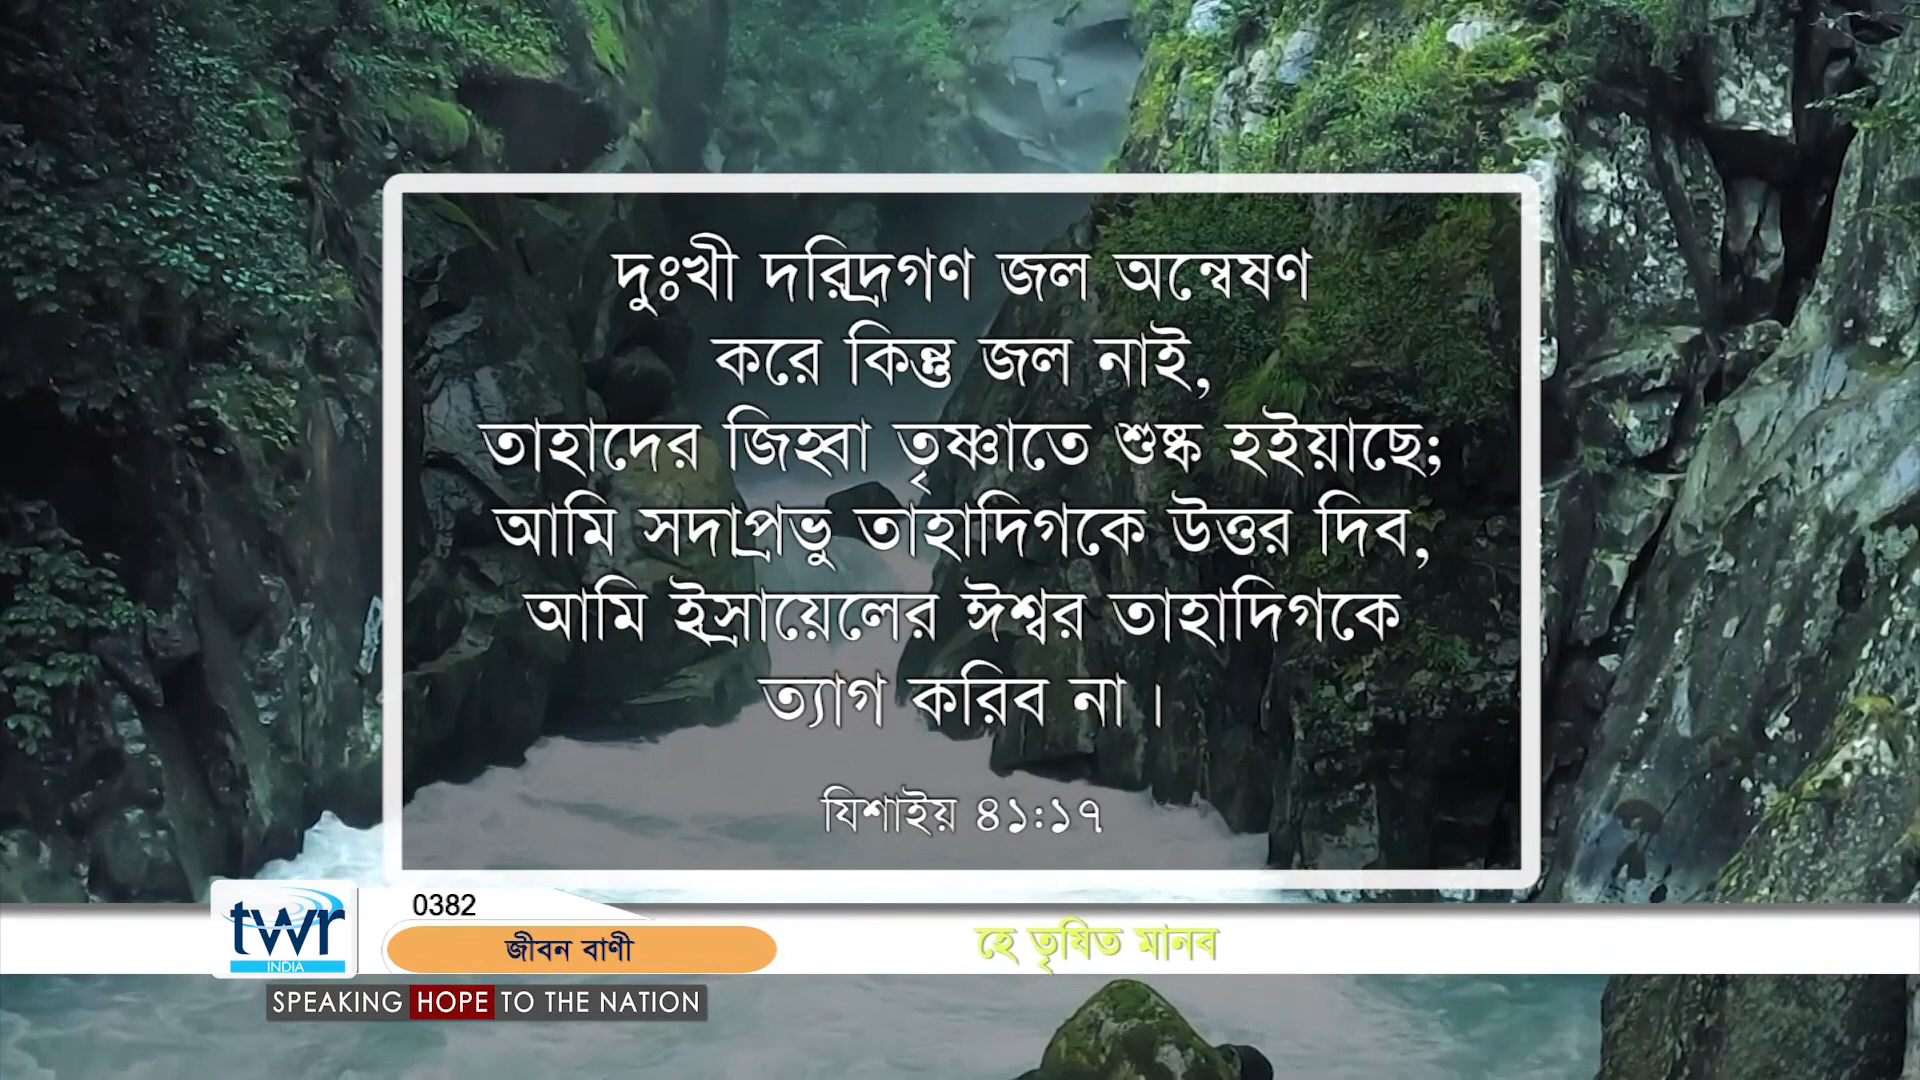 দুঃখী দরিদ্রগণ জল অন্বেষণ
করে কিন্তু জল নাই,
তাহাদের জিহ্বা তৃষ্ণাতে শুষ্ক হইয়াছে;
আমি সদাপ্রভু তাহাদিগকে উত্তর দিব,
আমি ইস্রায়েলের ঈশ্বর তাহাদিগকে
ত্যাগ করিব না।
যিশাইয় ৪১:১৭
twr
INDIA
0382
জীবন বাণী
হে তৃষিত মানব
SPEAKING HOPE TO THE NATION